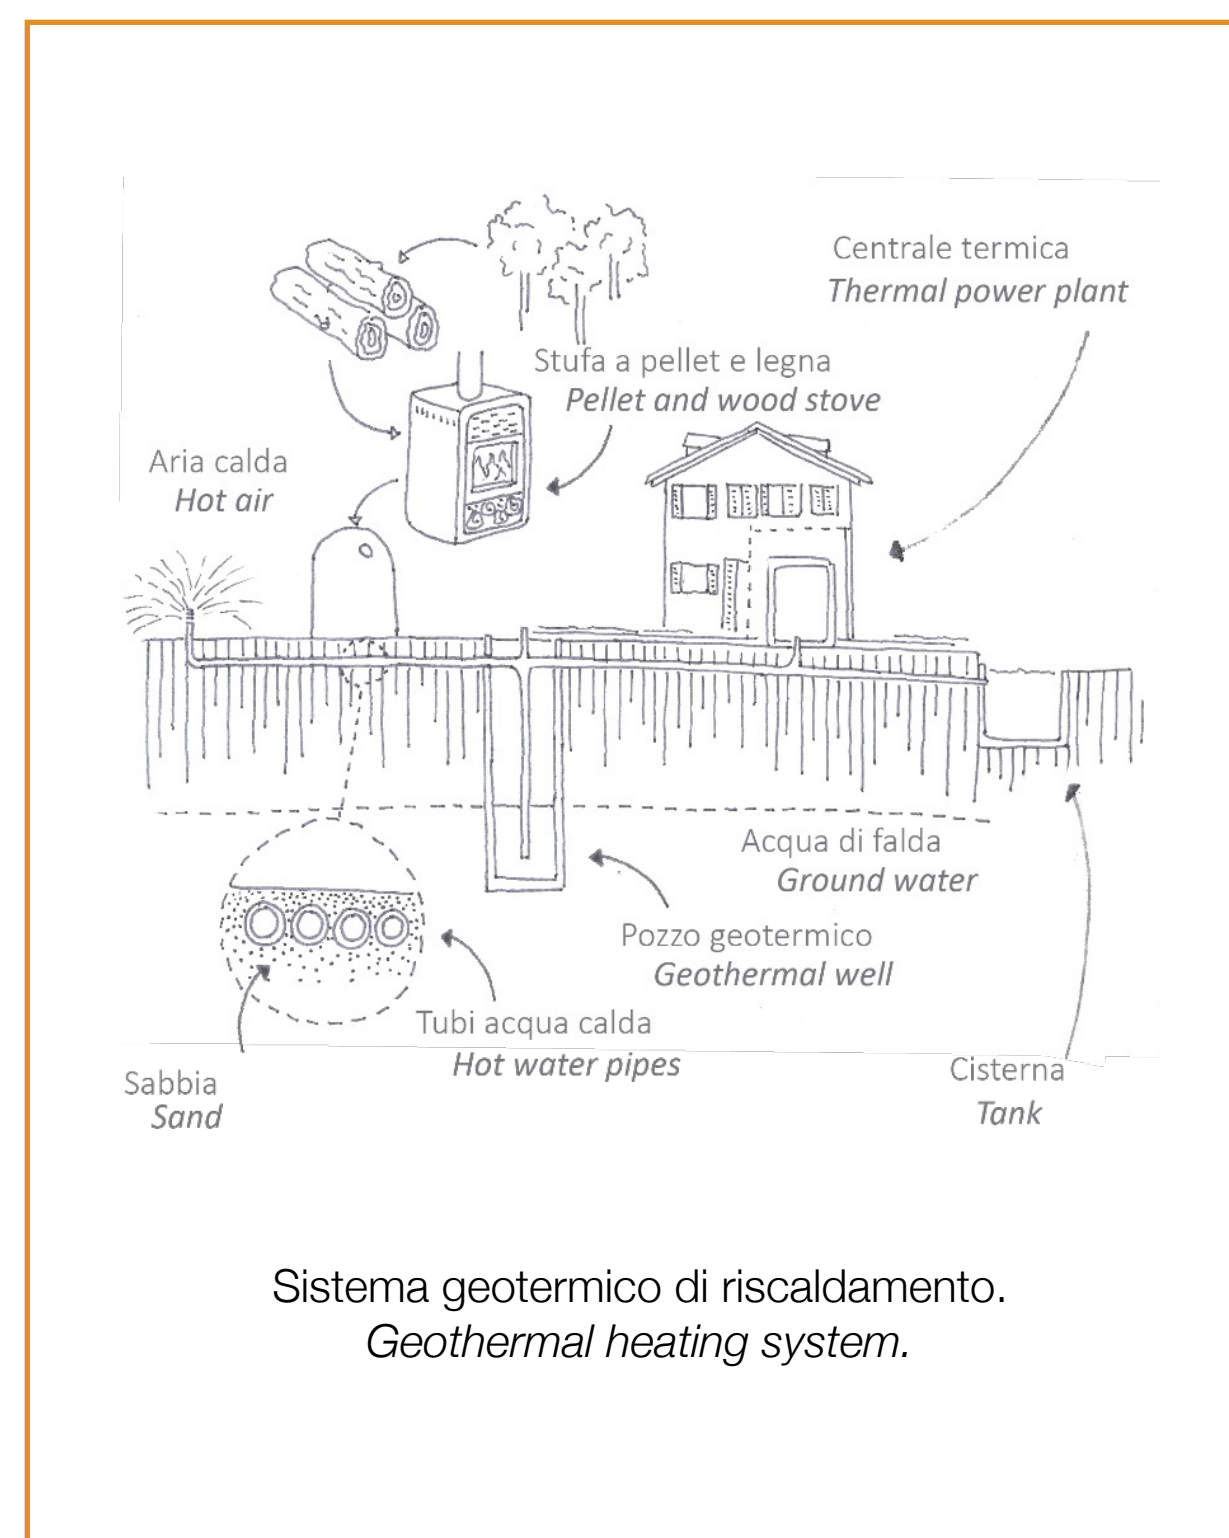 Centrale termica
Thermal power plant
Stufa a pellet e legna
Pellet and wood stove
Aria calda
Hot air
Acqua di falda
Ground water
Pozzo geotermico
Geothermal well
Tubi acqua calda
Hot water pipes
Sabbia
Sand
Cisterna
Tank
Sistema geotermico di riscaldamento.
Geothermal heating system.